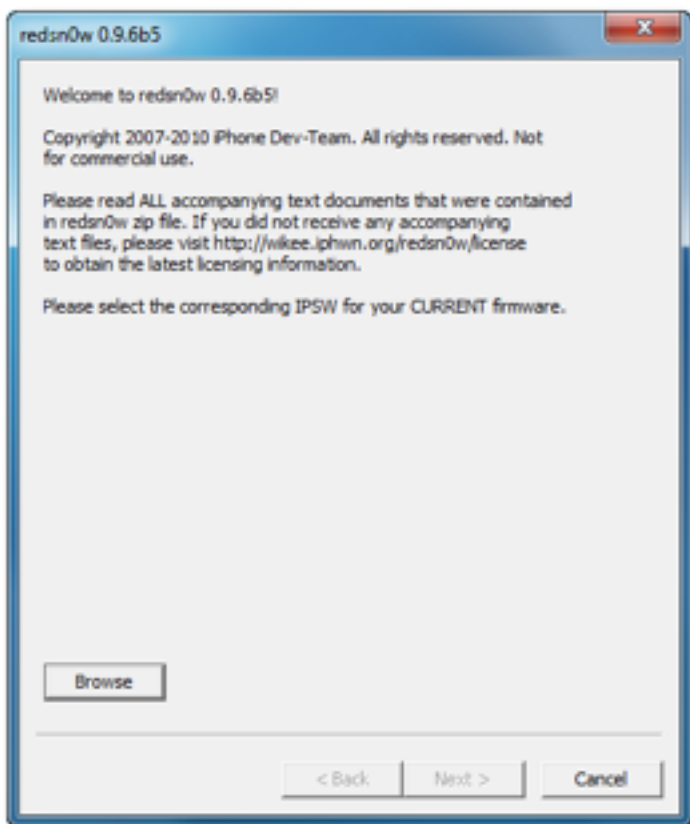 redsn0w 0.9.6b5
Welcome to redsn0w 0.9.6b5!
Copyright 2007-2010 iPhone Dev-Team. All rights reserved. Not
for commercial use.
Please read ALL accompanying text documents that were contained
in redsn0w zip file. If you did not receive any accompanying
text files, please visit http://wikee.iphwn.org/redsn0w/license
to obtain the latest licensing information.
Please select the corresponding IPSW for your CURRENT firmware.
Browse
< Back Next > Cancel